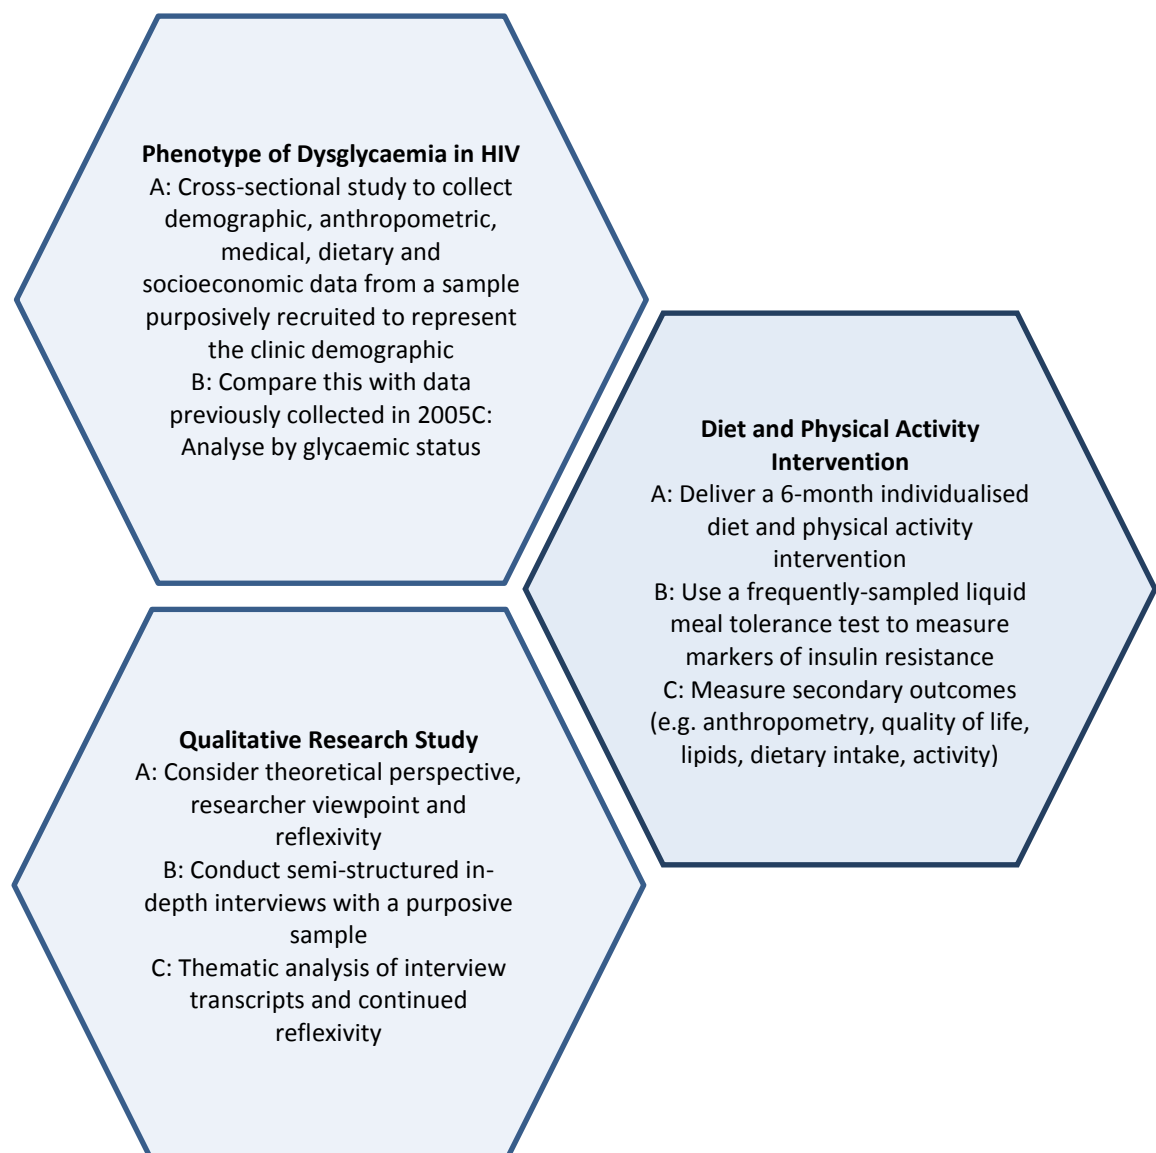 Phenotype of Dysglycaemia in HIV
A: Cross-sectional study to collect
demographic, anthropometric,
medical, dietary and
socioeconomic data from a sample
purposively recruited to represent
the clinic demographic
B: Compare this with data
previously collected in 2005C:
Analyse by glycaemic status
Diet and Physical Activity
Intervention
A: Deliver a 6-month individualised
diet and physical activity
intervention
B: Use a frequently-sampled liquid
meal tolerance test to measure
markers of insulin resistance
C: Measure secondary outcomes
(e.g. anthropometry, quality of life,
lipids, dietary intake, activity)
Qualitative Research Study
A: Consider theoretical perspective,
researcher viewpoint and
reflexivity
B: Conduct semi-structured in-
depth interviews with a purposive
sample
C: Thematic analysis of interview
transcripts and continued
reflexivity